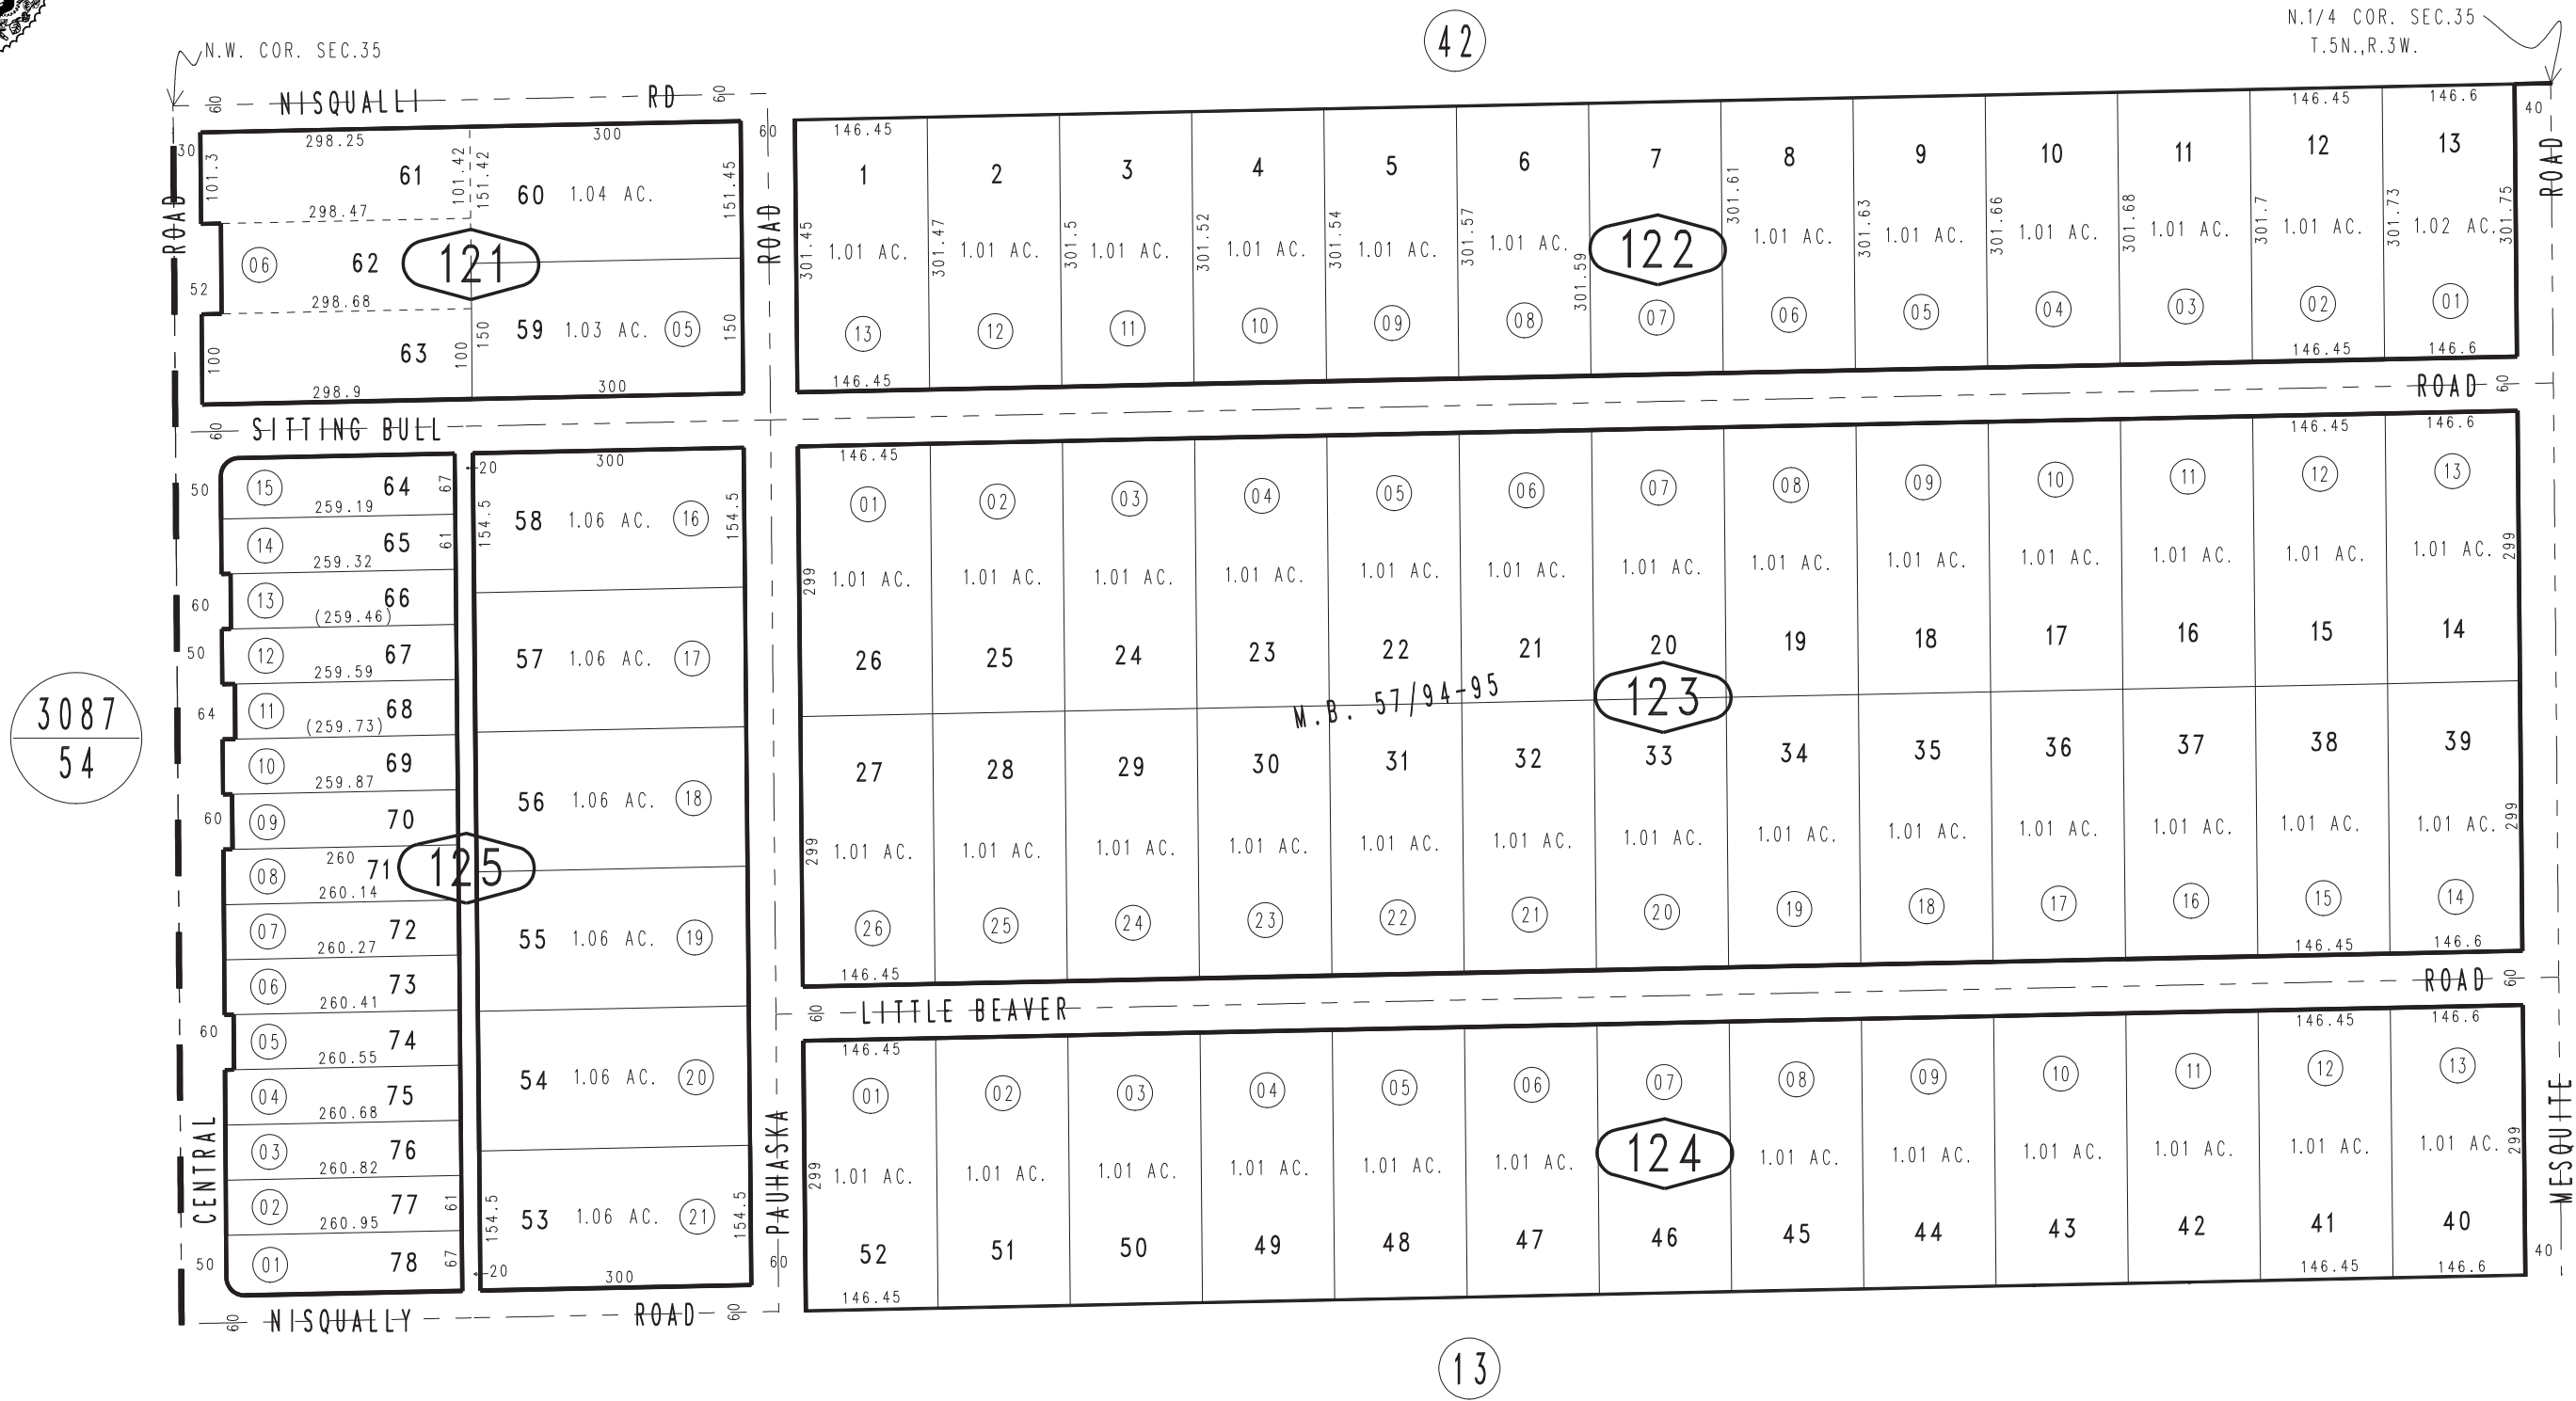 N.W. COR. SEC.35
42
N.1/4 COR. SEC.35
T.5N.,R.3W.
60 NISQUALLI RD 60
30 ROAD
298.25
101.3 61 101.42
298.47
06 62
52
298.68
100 63 100
298.9
121
300
151.42 60 1.04 AC. 151.45
150 59 1.03 AC. 05 150
300
60 ROAD
146.45 146.45 146.6 40
1 2 3 4 5 6 7 8 9 10 11 12 13
ROAD
301.45 301.47 301.5 301.52 301.54 301.57 301.59 301.61 301.63 301.66 301.68 301.7 301.73 301.75
1.01 AC. 1.01 AC. 1.01 AC. 1.01 AC. 1.01 AC. 1.01 AC. 122 1.01 AC. 1.01 AC. 1.01 AC. 1.01 AC. 1.01 AC. 1.02 AC.
13 12 11 10 09 08 07 06 05 04 03 02 01
146.45 146.45 146.6
60 SITTING BULL ROAD 60
50 15 64 67
259.19
14 65 61
259.32
60 13 66
(259.46)
50 12 67
259.59
64 11 68
(259.73)
10 69
259.87
60 09 70
260
08 71
260.14
125
07 72
260.27
06 73
260.41
60 05 74
260.55
04 75
260.68
03 76
260.82
02 77 61
260.95
50 01 78 67
3087
54
CENTRAL
20
300
154.5 58 1.06 AC. 16 154.5
57 1.06 AC. 17
56 1.06 AC. 18
55 1.06 AC. 19
54 1.06 AC. 20
154.5 53 1.06 AC. 21 154.5
20
300
PAUHASKA
60
146.45 146.45 146.6
01 02 03 04 05 06 07 08 09 10 11 12 13
299 1.01 AC. 1.01 AC. 1.01 AC. 1.01 AC. 1.01 AC. 1.01 AC. 1.01 AC. 1.01 AC. 1.01 AC. 1.01 AC. 1.01 AC. 1.01 AC. 1.01 AC. 299
26 25 24 23 22 21 20 19 18 17 16 15 14
M.B. 57/94-95
123
27 28 29 30 31 32 33 34 35 36 37 38 39
299 1.01 AC. 1.01 AC. 1.01 AC. 1.01 AC. 1.01 AC. 1.01 AC. 1.01 AC. 1.01 AC. 1.01 AC. 1.01 AC. 1.01 AC. 1.01 AC. 1.01 AC. 299
26 25 24 23 22 21 20 19 18 17 16 15 14
146.45 146.45 146.6
60 LITTLE BEAVER ROAD 60
146.45 146.45 146.6
01 02 03 04 05 06 07 08 09 10 11 12 13
299 1.01 AC. 1.01 AC. 1.01 AC. 1.01 AC. 1.01 AC. 1.01 AC. 124 1.01 AC. 1.01 AC. 1.01 AC. 1.01 AC. 1.01 AC. 1.01 AC. 299
52 51 50 49 48 47 46 45 44 43 42 41 40
146.45 146.45 146.6
MESQUITE
40
60 NISQUALLY ROAD 60
13